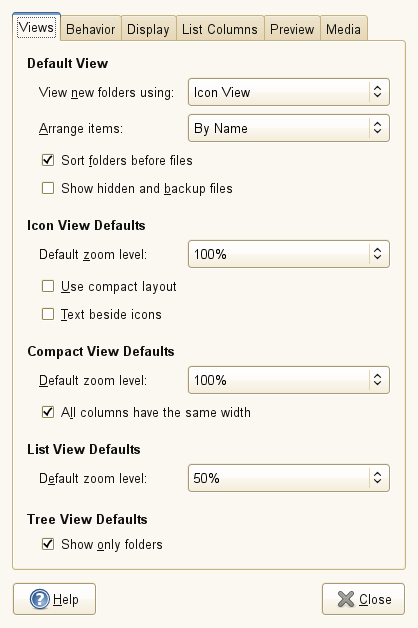 Views Behavior Display List Columns Preview Media
Default View
View new folders using: Icon View
Arrange items: By Name
Sort folders before files
Show hidden and backup files
Icon View Defaults
Default zoom level: 100%
Use compact layout
Text beside icons
Compact View Defaults
Default zoom level: 100%
All columns have the same width
List View Defaults
Default zoom level: 50%
Tree View Defaults
Show only folders
Help Close